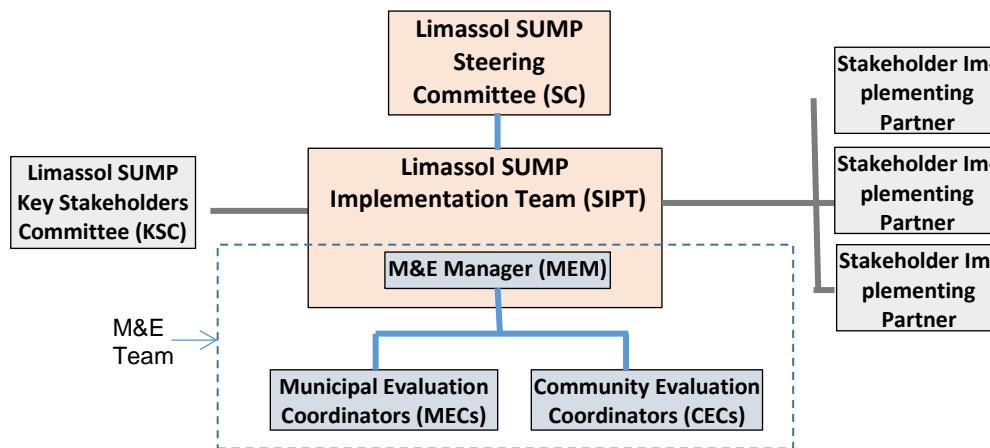 Limassol SUMP
Steering
Committee (SC)
Stakeholder Im-
plementing
Partner
Limassol SUMP
Key Stakeholders
Committee (KSC)
Limassol SUMP
Implementation Team (SIPT)
Stakeholder Im-
plementing
Partner
M&E Manager (MEM)
Stakeholder Im-
plementing
Partner
M&E
Team
Municipal Evaluation
Coordinators (MECs)
Community Evaluation
Coordinators (CECs)